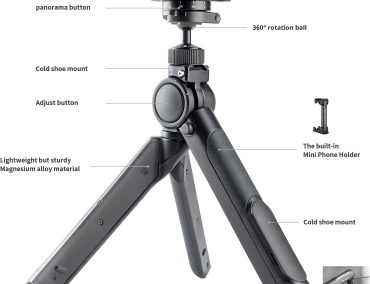 panorama button
360° rotation ball
Cold shoe mount
Adjust button
The built-in
Mini Phone Holder
Lightweight but sturdy
Magnesium alloy material
Cold shoe mount